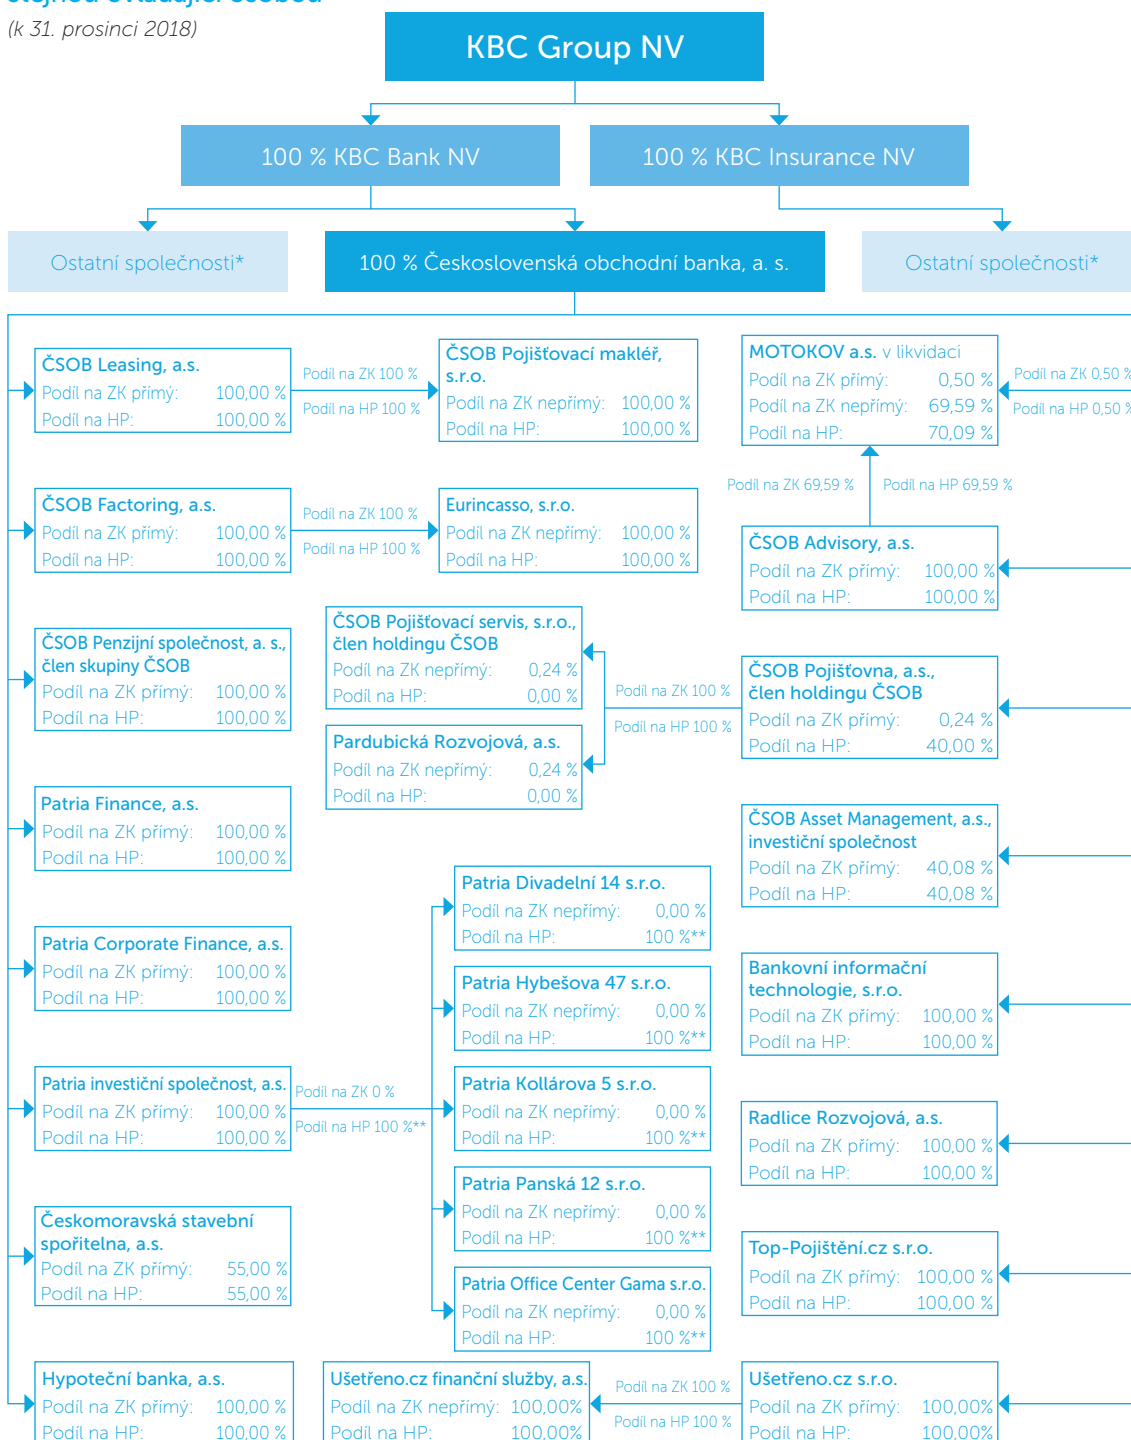 (k 31. prosinci 2018)
KBC Group NV
100 % KBC Bank NV
100 % KBC Insurance NV
Ostatní společnosti*
100 % Československá obchodní banka, a. s.
Ostatní společnosti*
ČSOB Leasing, a.s.
Podíl na ZK přímý: 100,00 %
Podíl na HP: 100,00 %
Podíl na ZK 100 %
Podíl na HP 100 %
ČSOB Pojišťovací makléř,
s.r.o.
Podíl na ZK nepřímý: 100,00 %
Podíl na HP: 100,00 %
MOTOKOV a.s. v likvidaci
Podíl na ZK přímý: 0,50 %
Podíl na ZK nepřímý: 69,59 %
Podíl na HP: 70,09 %
Podíl na ZK 0,50 %
Podíl na HP 0,50 %
Podíl na ZK 69,59 %
Podíl na HP 69,59 %
ČSOB Factoring, a.s.
Podíl na ZK přímý: 100,00 %
Podíl na HP: 100,00 %
Podíl na ZK 100 %
Podíl na HP 100 %
Eurincasso, s.r.o.
Podíl na ZK nepřímý: 100,00 %
Podíl na HP: 100,00 %
ČSOB Advisory, a.s.
Podíl na ZK přímý: 100,00 %
Podíl na HP: 100,00 %
ČSOB Penzijní společnost, a. s.,
člen skupiny ČSOB
Podíl na ZK přímý: 100,00 %
Podíl na HP: 100,00 %
ČSOB Pojišťovací servis, s.r.o.,
člen holdingu ČSOB
Podíl na ZK nepřímý: 0,24 %
Podíl na HP: 0,00 %
Pardubická Rozvojová, a.s.
Podíl na ZK nepřímý: 0,24 %
Podíl na HP: 0,00 %
Podíl na ZK 100 %
Podíl na HP 100 %
ČSOB Pojišťovna, a.s.,
člen holdingu ČSOB
Podíl na ZK přímý: 0,24 %
Podíl na HP: 40,00 %
Patria Finance, a.s.
Podíl na ZK přímý: 100,00 %
Podíl na HP: 100,00 %
ČSOB Asset Management, a.s.,
investiční společnost
Podíl na ZK přímý: 40,08 %
Podíl na HP: 40,08 %
Patria Corporate Finance, a.s.
Podíl na ZK přímý: 100,00 %
Podíl na HP: 100,00 %
Patria Divadelní 14 s.r.o.
Podíl na ZK nepřímý: 0,00 %
Podíl na HP: 100 %**
Patria Hybešova 47 s.r.o.
Podíl na ZK nepřímý: 0,00 %
Podíl na HP: 100 %**
Bankovní informační
technologie, s.r.o.
Podíl na ZK přímý: 100,00 %
Podíl na HP: 100,00 %
Patria investiční společnost, a.s.
Podíl na ZK přímý: 100,00 %
Podíl na HP: 100,00 %
Podíl na ZK 0 %
Podíl na HP 100 %**
Patria Kollárova 5 s.r.o.
Podíl na ZK nepřímý: 0,00 %
Podíl na HP: 100 %**
Radlice Rozvojová, a.s.
Podíl na ZK přímý: 100,00 %
Podíl na HP: 100,00 %
Patria Panská 12 s.r.o.
Podíl na ZK nepřímý: 0,00 %
Podíl na HP: 100 %**
Českomoravská stavební
spořitelna, a.s.
Podíl na ZK přímý: 55,00 %
Podíl na HP: 55,00 %
Patria Office Center Gama s.r.o.
Podíl na ZK nepřímý: 0,00 %
Podíl na HP: 100 %**
Top-Pojištění.cz s.r.o.
Podíl na ZK přímý: 100,00 %
Podíl na HP: 100,00 %
Hypoteční banka, a.s.
Podíl na ZK přímý: 100,00 %
Podíl na HP: 100,00 %
Ušetřeno.cz finanční služby, a.s.
Podíl na ZK nepřímý: 100,00%
Podíl na HP: 100,00%
Podíl na ZK 100 %
Podíl na HP 100 %
Ušetřeno.cz s.r.o.
Podíl na ZK přímý: 100,00%
Podíl na HP: 100,00%